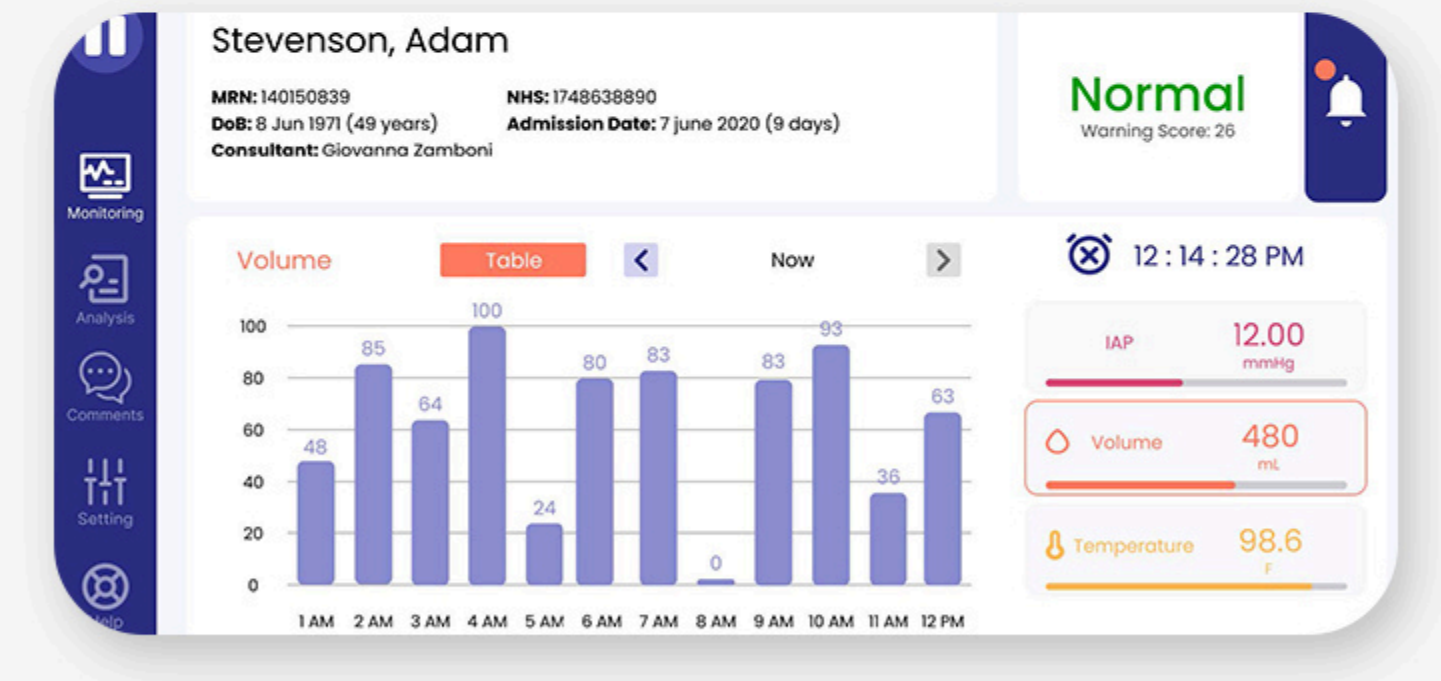 Stevenson, Adam
MRN: 140150839 NHS: 1748638890
DoB: 8 Jun 1971 (49 years) Admission Date: 7 june 2020 (9 days)
Consultant: Giovanna Zamboni
Normal
Warning Score: 26
Monitoring
Analysis
Comments
Setting
Help
Volume Table Now
12 : 14 : 28 PM
100
80
60
40
20
0
48 85 64 100 24 80 83 0 83 93 36 63
1 AM 2 AM 3 AM 4 AM 5 AM 6 AM 7 AM 8 AM 9 AM 10 AM 11 AM 12 PM
IAP 12.00
mmHg
Volume 480
mL
Temperature 98.6
F